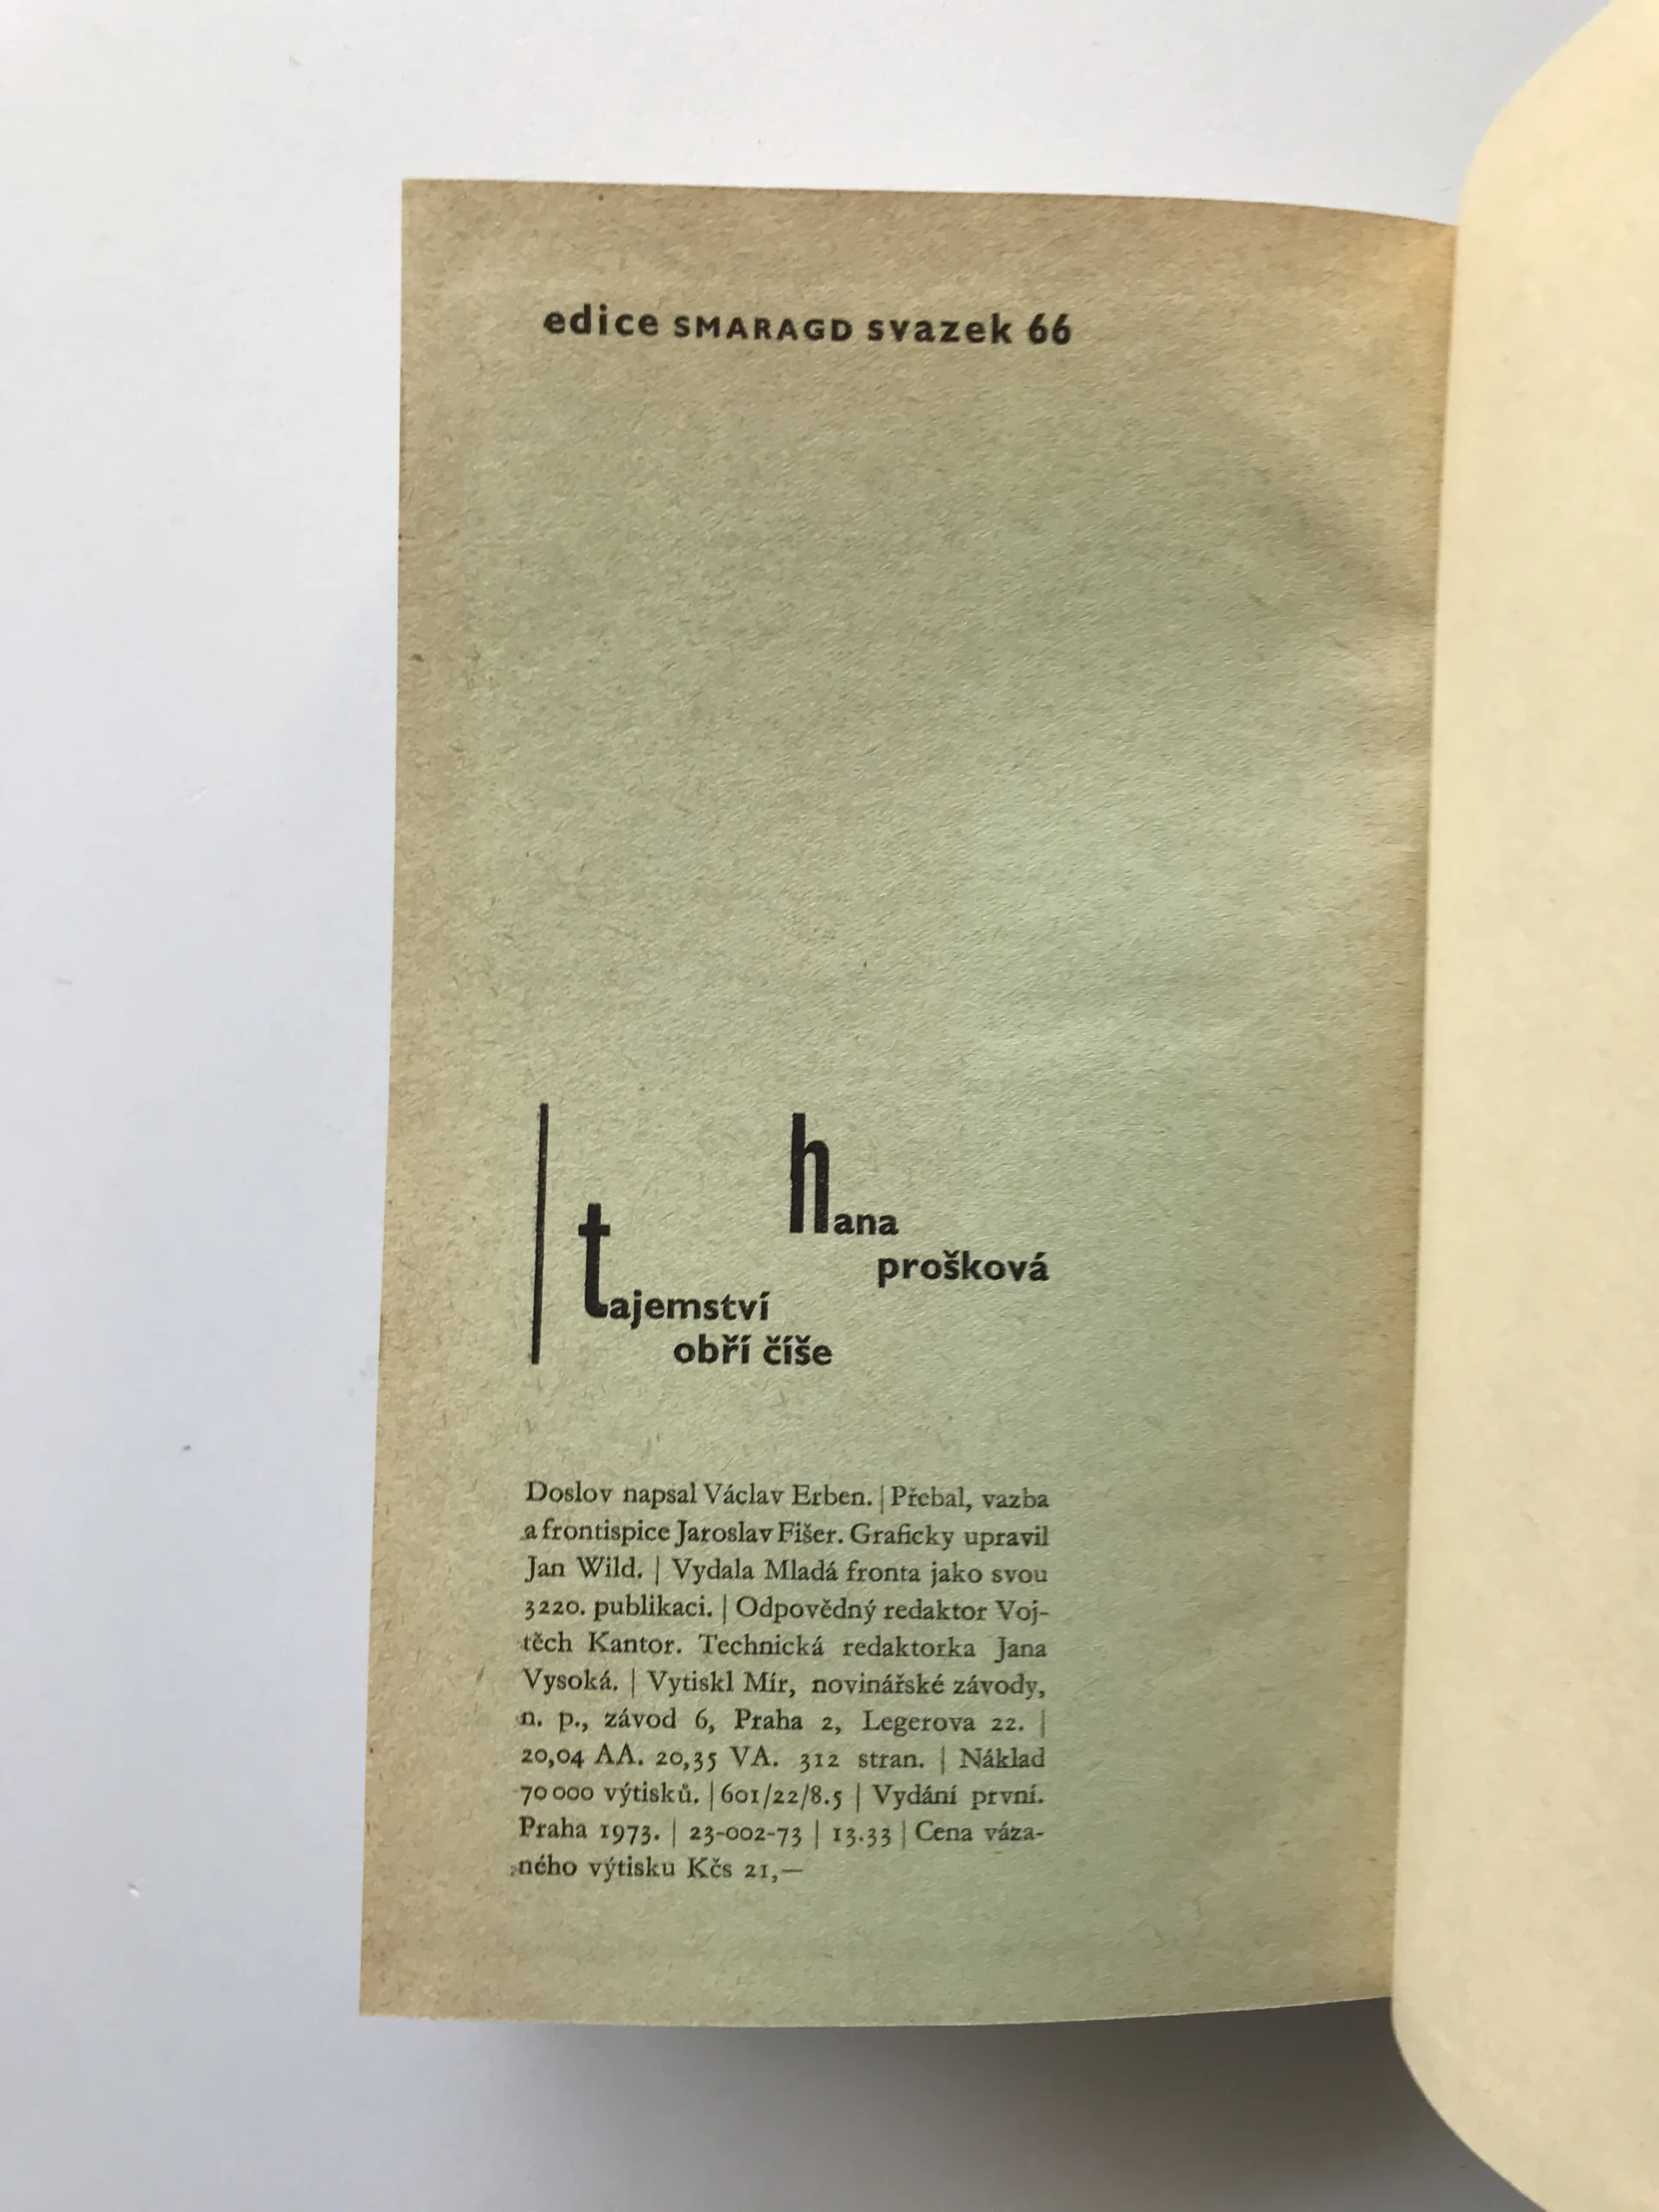 edice SMARAGD svazek 66
hana
prošková
tajemství
obří číše
Doslov napsal Václav Erben. | Přebal, vazba
a frontispice Jaroslav Fišer. Graficky upravil
Jan Wild. | Vydala Mladá fronta jako svou
3220. publikaci. | Odpovědný redaktor Voj-
těch Kantor. Technická redaktorka Jana
Vysoká. | Vytiskl Mír, novinářské závody,
n. p., závod 6, Praha 2, Legerova 22. |
20,04 AA. 20,35 VA. 312 stran. | Náklad
70 000 výtisků. | 601/22/8.5 | Vydání první.
Praha 1973. | 23-002-73 | 13.33 | Cena váza-
ného výtisku Kčs 21,—